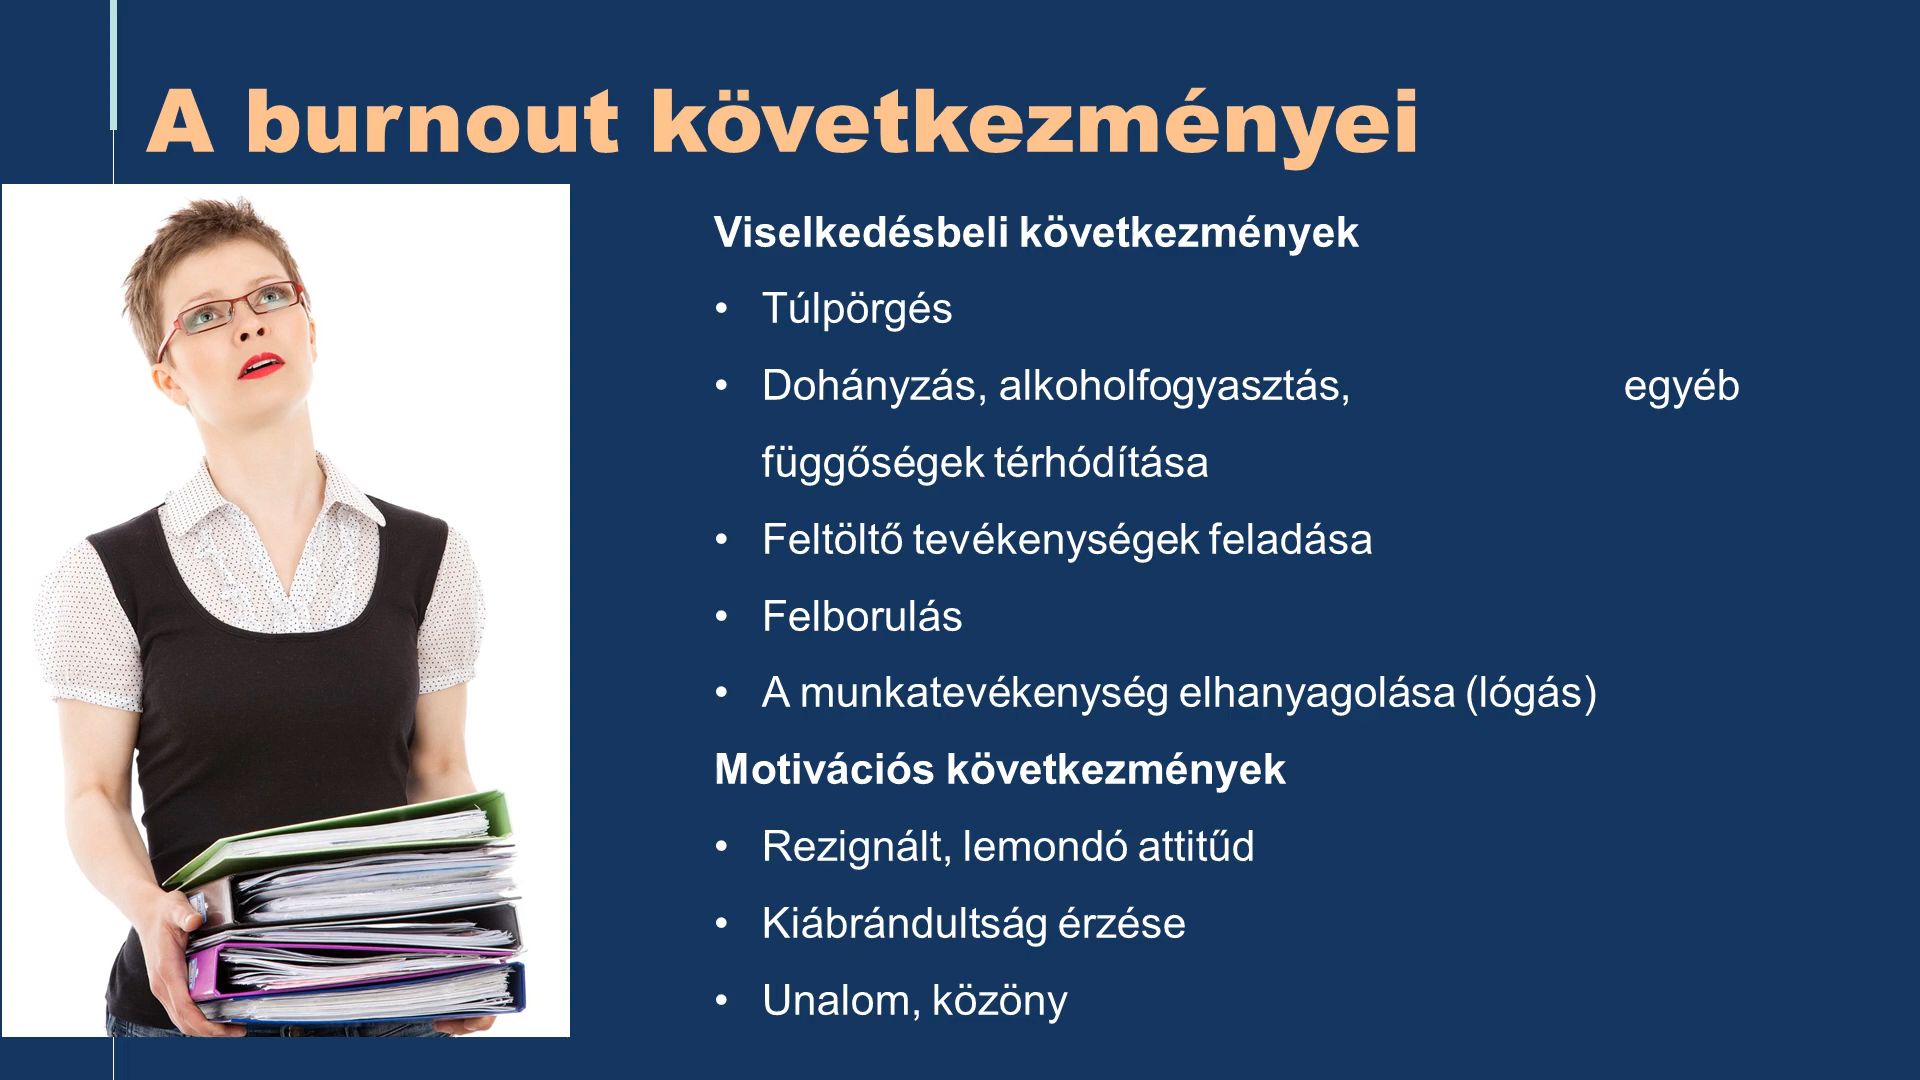 A burnout következményei
Viselkedésbeli következmények
• Túlpörgés
• Dohányzás, alkoholfogyasztás, egyéb
függőségek térhódítása
• Feltöltő tevékenységek feladása
• Felborulás
• A munkatevékenység elhanyagolása (lógás)
Motivációs következmények
• Rezignált, lemondó attitűd
• Kiábrándultság érzése
• Unalom, közöny